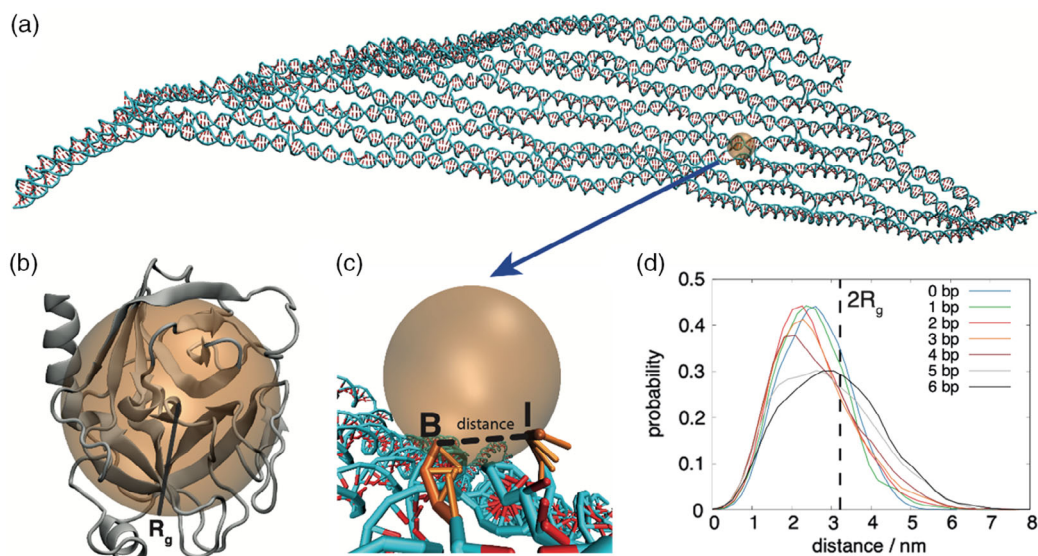 (a)
(b)
R_g
(c)
B
distance
I
(d)
probability
0.5
0.4
0.3
0.2
0.1
0
2R_g
0 bp
1 bp
2 bp
3 bp
4 bp
5 bp
6 bp
0 1 2 3 4 5 6 7 8
distance / nm